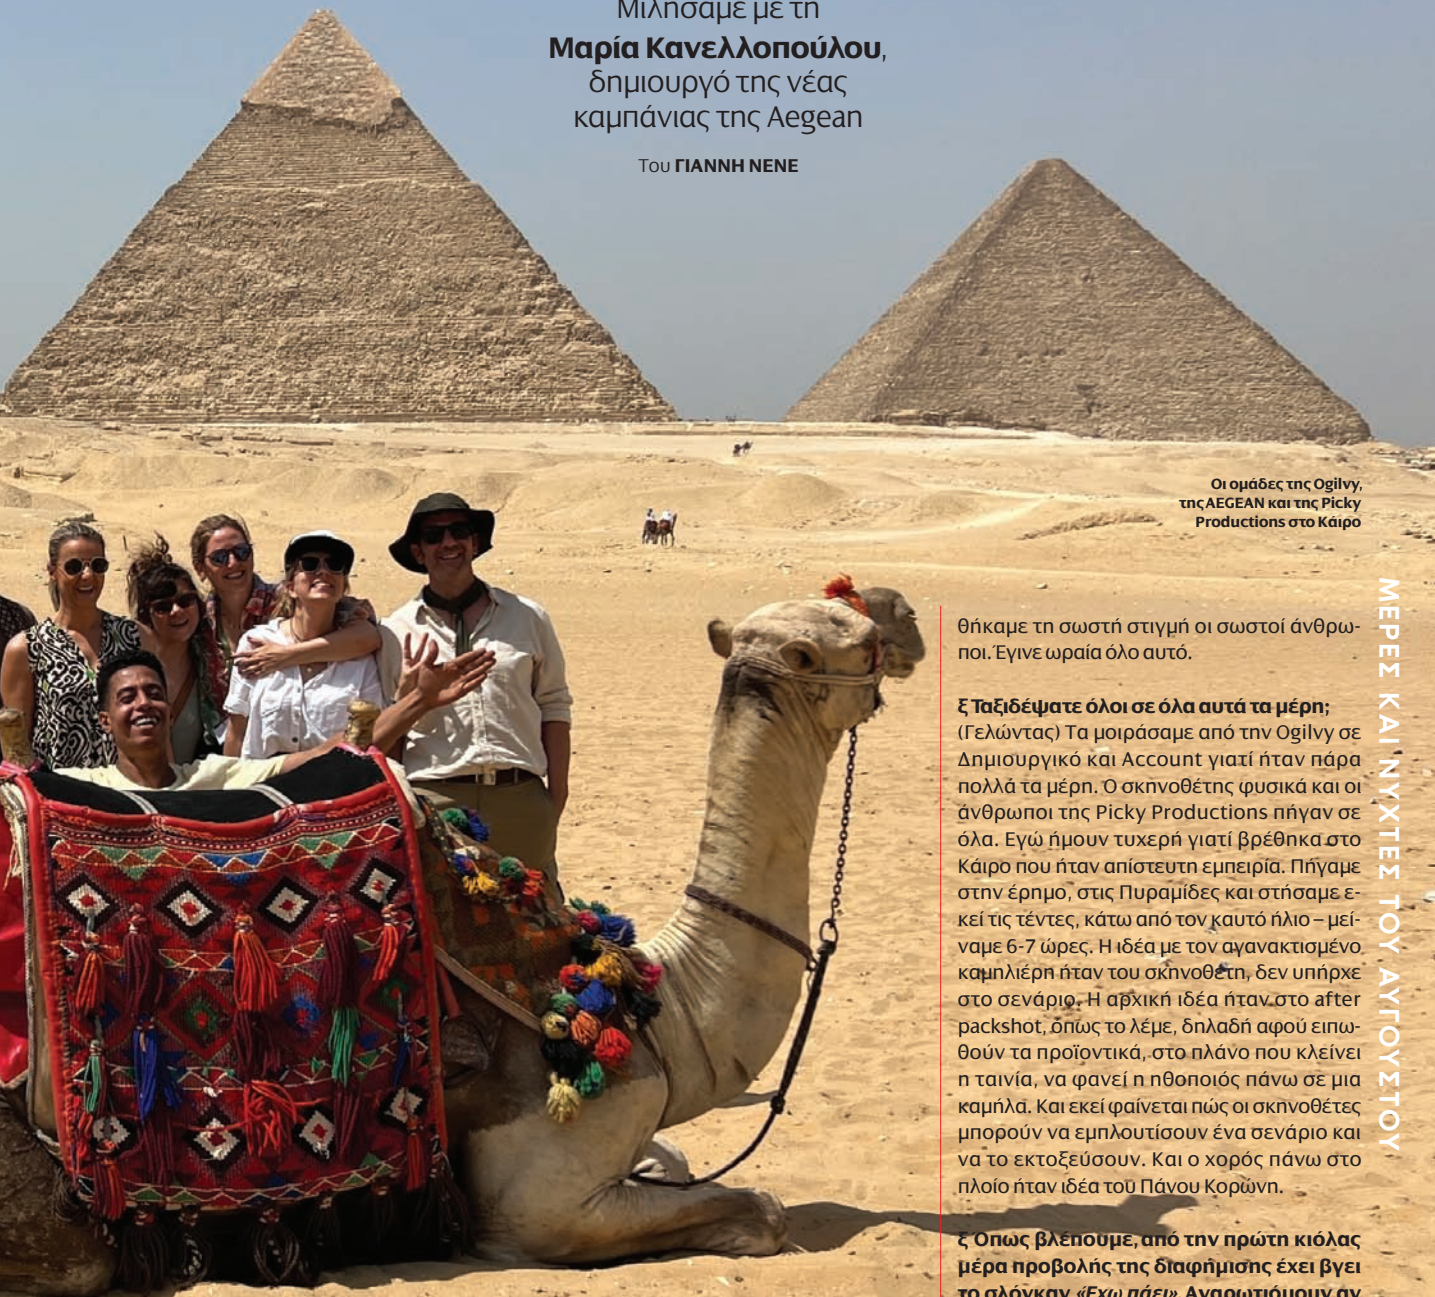 Μιλήσαμε με τη
Μαρία Κανελλοπούλου,
δημιουργό της νέας
καμπάνιας της Aegean
Του ΓΙΑΝΝΗ ΝΕΝΕ
Οι ομάδες της Ogilvy,
της AEGEAN και της Picky
Productions στο Κάιρο
θήκαμε τη σωστή στιγμή οι σωστοί άνθρω-
ποι. Έγινε ωραία όλο αυτό.
ξ Ταξιδέψατε όλοι σε όλα αυτά τα μέρη;
(Γελώντας) Τα μοιράσαμε από την Ogilvy σε
Δημιουργικό και Account γιατί ήταν πάρα
πολλά τα μέρη. Ο σκηνοθέτης φυσικά και οι
άνθρωποι της Picky Productions πήγαν σε
όλα. Εγώ ήμουν τυχερή γιατί βρέθηκα στο
Κάιρο που ήταν απίστευτη εμπειρία. Πήγαμε
στην έρημο, στις Πυραμίδες και στήσαμε ε-
κεί τις τέντες, κάτω από τον καυτό ήλιο – μεί-
ναμε 6-7 ώρες. Η ιδέα με τον αγανακτισμένο
καμηλιέρη ήταν του σκηνοθέτη, δεν υπήρχε
στο σενάριο. Η αρχική ιδέα ήταν στο after
packshot, όπως το λέμε, δηλαδή αφού ειπω-
θούν τα προϊοντικά, στο πλάνο που κλείνει
η ταινία, να φανεί η ηθοποιός πάνω σε μια
καμήλα. Και εκεί φαίνεται πώς οι σκηνοθέτες
μπορούν να εμπλουτίσουν ένα σενάριο και
να το εκτοξεύσουν. Και ο χορός πάνω στο
πλοίο ήταν ιδέα του Πάνου Κορώνη.
ξ Όπως βλέπουμε, από την πρώτη κιόλας
μέρα προβολής της διαφήμισης έχει βγει
το σλόγκαν «Έχω πάει». Αναρωτιόμουν αν
ΜΕΡΕΣ ΚΑΙ ΝΥΧΤΕΣ ΤΟΥ ΑΥΓΟΥΣΤΟΥ